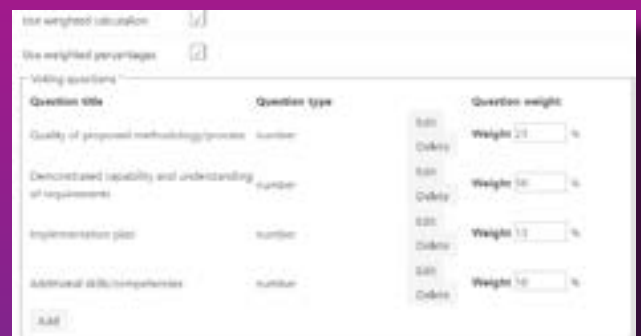 Use weighted calculation
Use weighted percentages
Voting questions
Question title Question type Question weight
Quality of proposed methodology/process number Edit Delete Weight %
Demonstrated capability and understanding of requirements number Edit Delete Weight %
Implementation plan number Edit Delete Weight %
Additional skills/competencies number Edit Delete Weight %
Add